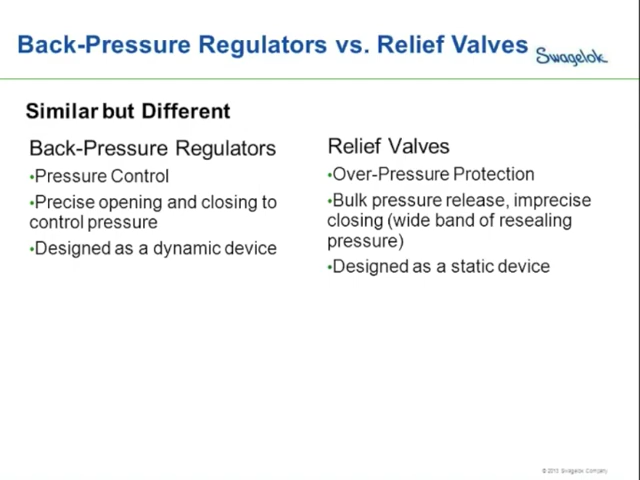 Back-Pressure Regulators vs. Relief Valves
Swagelok
Similar but Different
Back-Pressure Regulators
•Pressure Control
•Precise opening and closing to
control pressure
•Designed as a dynamic device
Relief Valves
•Over-Pressure Protection
•Bulk pressure release, imprecise
closing (wide band of resealing
pressure)
•Designed as a static device
Swagelok Company